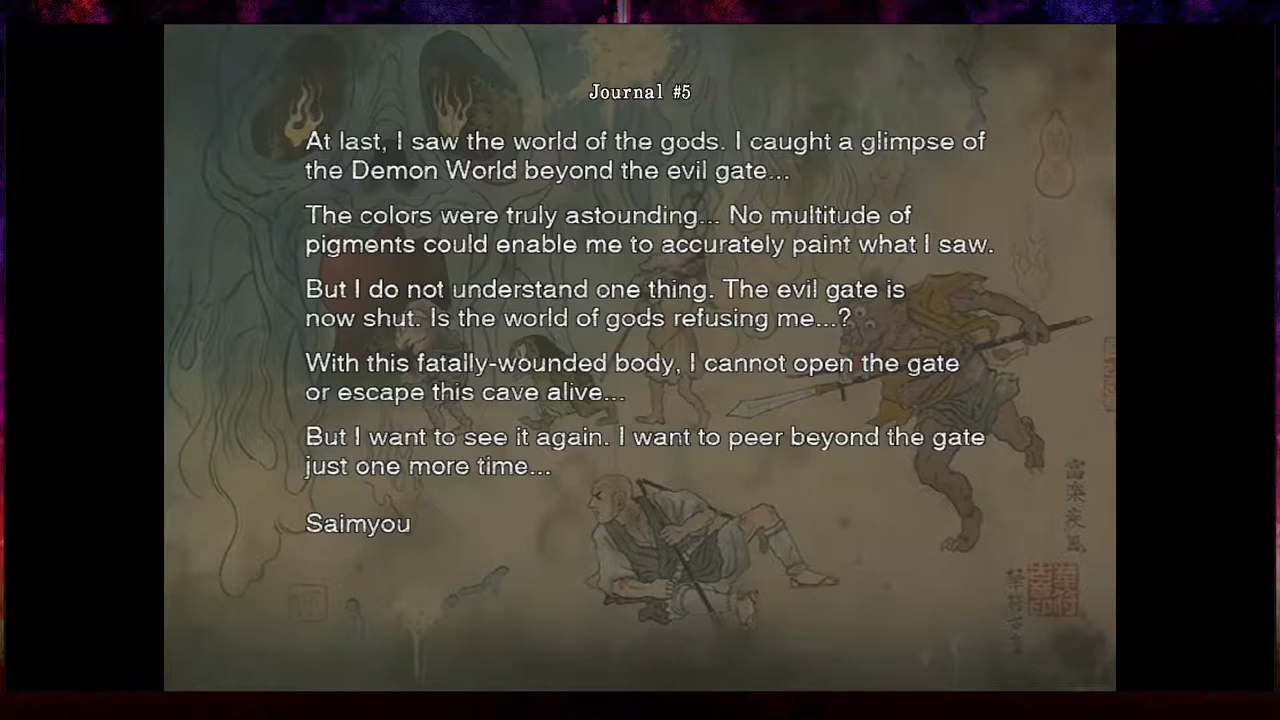 Journal #5
At last, I saw the world of the gods. I caught a glimpse of
the Demon World beyond the evil gate...
The colors were truly astounding... No multitude of
pigments could enable me to accurately paint what I saw.
But I do not understand one thing. The evil gate is
now shut. Is the world of gods refusing me...?
With this fatally-wounded body, I cannot open the gate
or escape this cave alive...
But I want to see it again. I want to peer beyond the gate
just one more time...
Saimyou